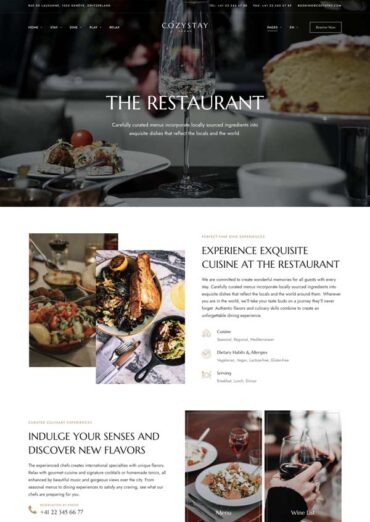 RUE DE LAUSANNE, 1202 GENÈVE, SWITZERLAND
HOME
STAY
DINE
PLAY
RELAX
COZYSTAY
PAGES
EN
Reserve Now
THE RESTAURANT
Carefully curated menus incorporate locally sourced ingredients into
exquisite dishes that reflect the locals and the world.
EXPERIENCE EXQUISITE
CUISINE AT THE RESTAURANT
We are committed to create wonderful memories for all guests with every
stay. Carefully curated menus incorporate locally sourced ingredients into
exquisite dishes that reflect the locals and the world around them. Wherever
you are in the world, we'll take your taste buds on a journey they'll never
forget. Authentic flavors and culinary skills combine to create an
unforgettable dining experience.
Cuisine
Seasonal, Regional, Mediterranean
Dietary Habits & Allergies
Vegetarian, Vegan, Lactose-free, Gluten-free
Serving
Breakfast, Lunch, Dinner
CURATED CULINARY EXPERIENCES
INDULGE YOUR SENSES AND
DISCOVER NEW FLAVORS
The experienced chefs creates international specialties with unique flavors.
Relax with gourmet cuisine and signature cocktails or homemade tonics, all
enhanced by beautiful music and gorgeous views over the city. From
seasonal menus to dining experiences to satisfy any craving, see what our
chefs are preparing for you.
RESERVATION BY PHONE
+41 22 345 66 77
Menu
Wine List